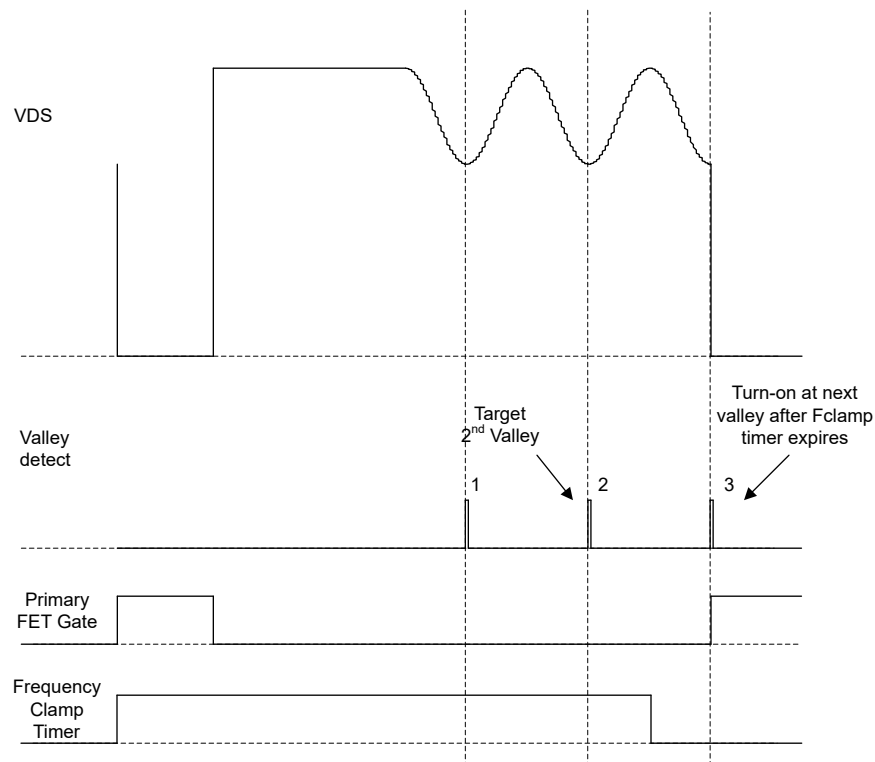 VDS
Valley
detect
Target
2nd Valley
Turn-on at next
valley after Fclamp
timer expires
1
2
3
Primary
FET Gate
Frequency
Clamp
Timer